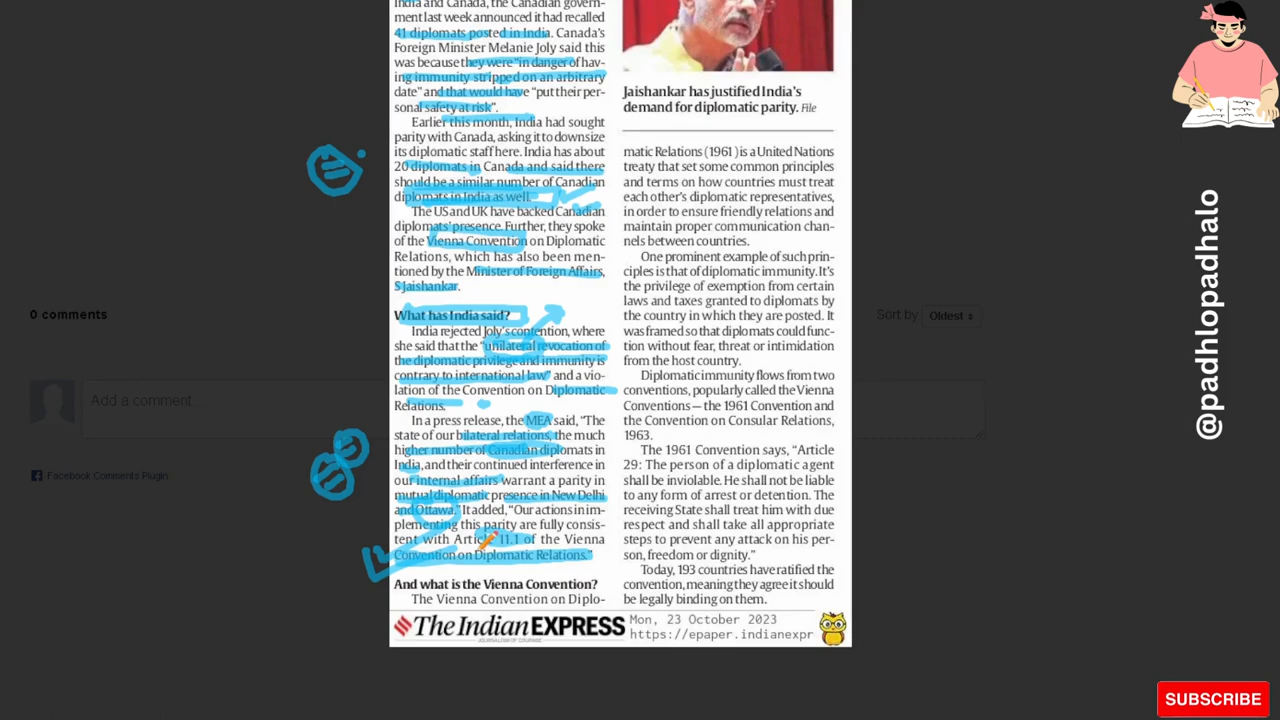 India and Canada, the Canadian govern-
ment last week announced it had recalled
41 diplomats posted in India. Canada's
Foreign Minister Melanie Joly said this
was because they were "in danger of hav-
ing immunity stripped on an arbitrary
date" and that would have "put their per-
sonal safety at risk".
Earlier this month, India had sought
parity with Canada, asking it to downsize
its diplomatic staff here. India has about
20 diplomats in Canada and said there
should be a similar number of Canadian
diplomats in India as well.
The US and UK have backed Canadian
diplomats' presence. Further, they spoke
of the Vienna Convention on Diplomatic
Relations, which has also been men-
tioned by the Minister of Foreign Affairs,
S Jaishankar.
What has India said?
India rejected Joly's contention, where
she said that the "unilateral revocation of
the diplomatic privilege and immunity is
contrary to international law" and a vio-
lation of the Convention on Diplomatic
Relations.
In a press release, the MEA said, "The
state of our bilateral relations, the much
higher number of Canadian diplomats in
India, and their continued interference in
our internal affairs warrant a parity in
mutual diplomatic presence in New Delhi
and Ottawa." It added, "Our actions in im-
plementing this parity are fully consis-
tent with Article 11.1 of the Vienna
Convention on Diplomatic Relations."
And what is the Vienna Convention?
The Vienna Convention on Diplo-
Jaishankar has justified India's
demand for diplomatic parity. File
matic Relations (1961) is a United Nations
treaty that set some common principles
and terms on how countries must treat
each other's diplomatic representatives,
in order to ensure friendly relations and
maintain proper communication chan-
nels between countries.
One prominent example of such prin-
ciples is that of diplomatic immunity. It's
the privilege of exemption from certain
laws and taxes granted to diplomats by
the country in which they are posted. It
was framed so that diplomats could func-
tion without fear, threat or intimidation
from the host country.
Diplomatic immunity flows from two
conventions, popularly called the Vienna
Conventions — the 1961 Convention and
the Convention on Consular Relations,
1963.
The 1961 Convention says, "Article
29: The person of a diplomatic agent
shall be inviolable. He shall not be liable
to any form of arrest or detention. The
receiving State shall treat him with due
respect and shall take all appropriate
steps to prevent any attack on his per-
son, freedom or dignity."
Today, 193 countries have ratified the
convention, meaning they agree it should
be legally binding on them.
The Indian EXPRESS
JOURNALISM OF COURAGE
Mon, 23 October 2023
https://epaper.indianexpr
0 comments
Sort by Oldest
Add a comment...
Facebook Comments Plugin
@padhlopadhalo
SUBSCRIBE